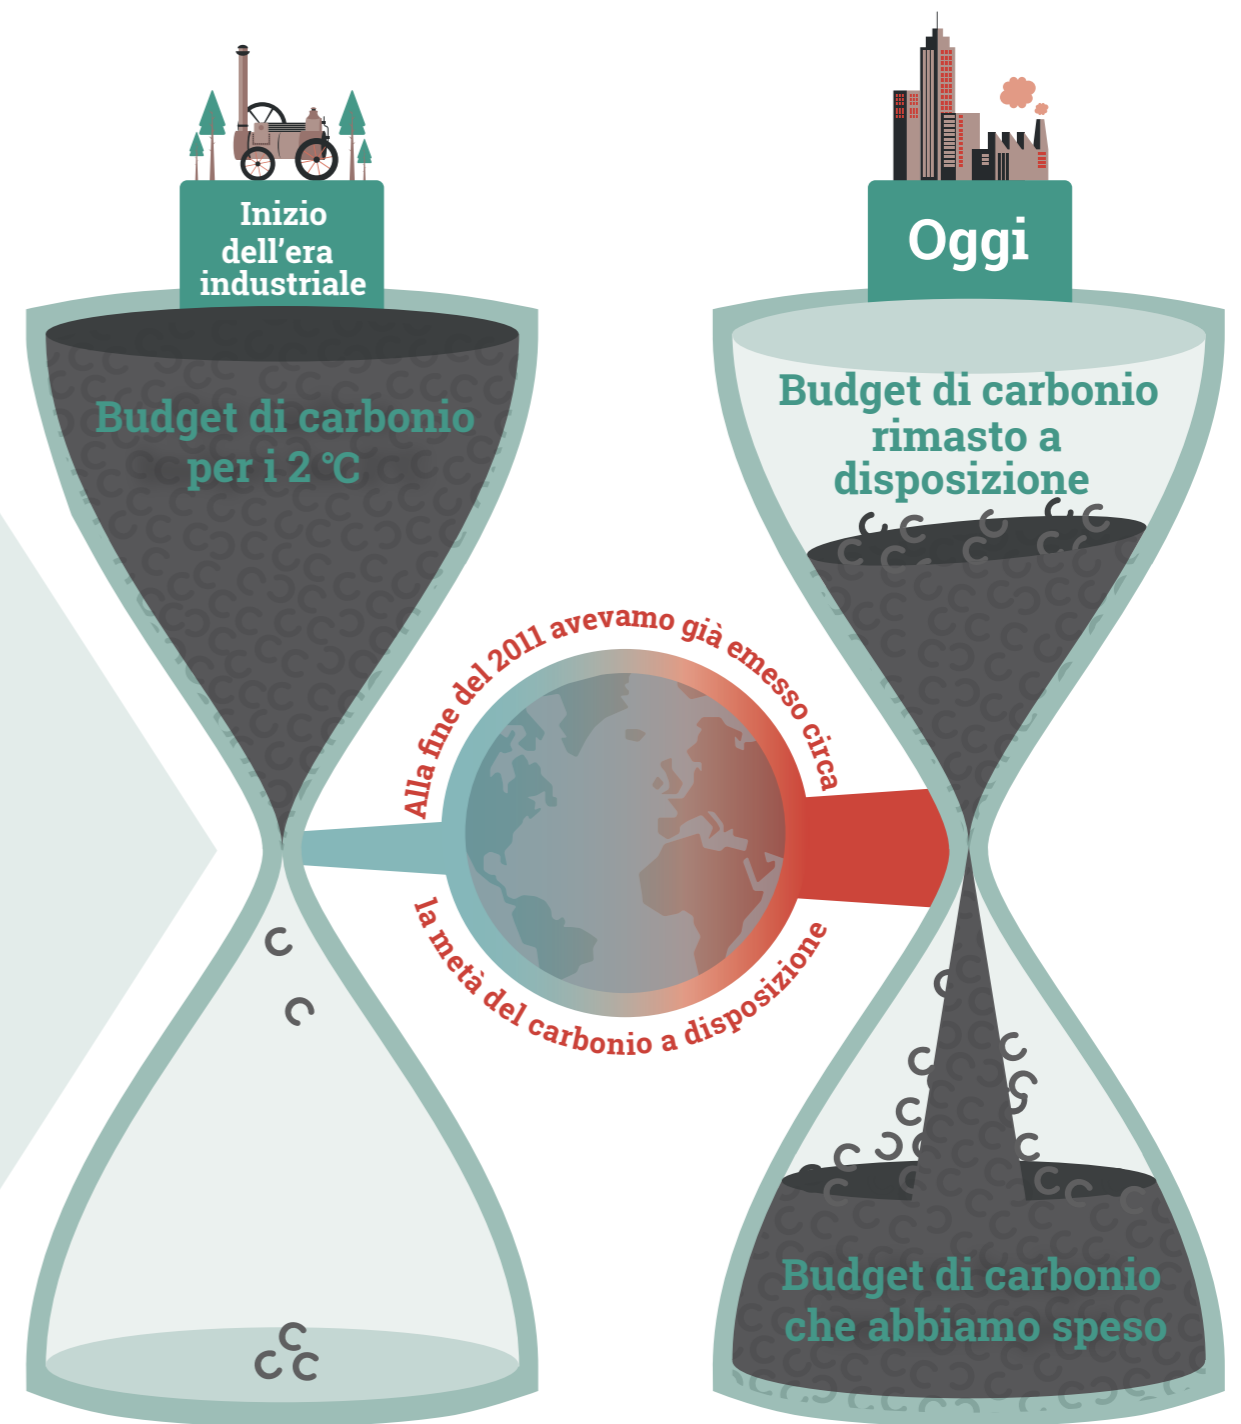 Inizio
dell'era
industriale
Budget di carbonio
per i 2 °C
Alla fine del 2011 avevamo già emesso circa
la metà del carbonio a disposizione
Oggi
Budget di carbonio
rimasto a
disposizione
Budget di carbonio
che abbiamo speso